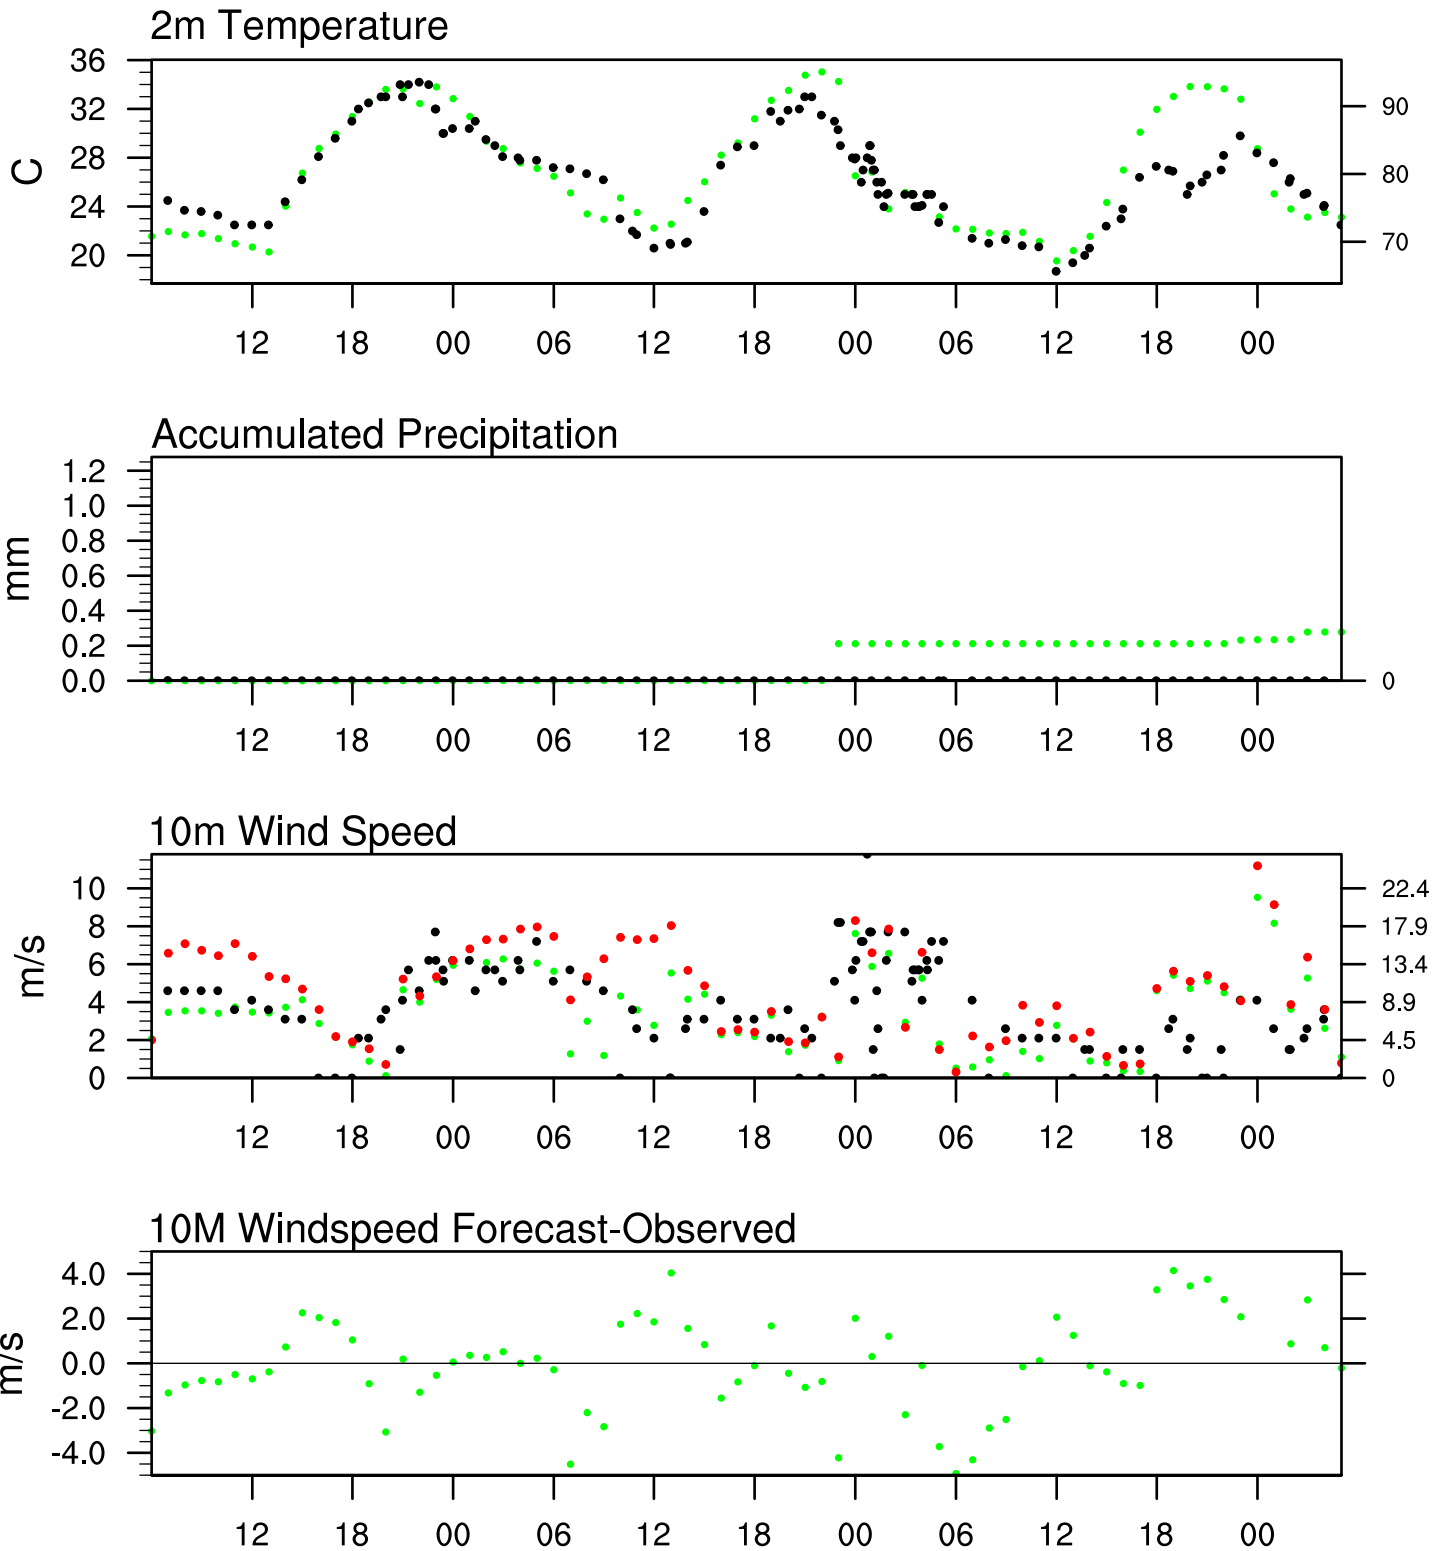 2m Temperature
36
32
28
24
20
C
90
80
70
12 18 00 06 12 18 00 06 12 18 00
Accumulated Precipitation
1.2
1.0
0.8
0.6
0.4
0.2
0.0
mm
0
12 18 00 06 12 18 00 06 12 18 00
10m Wind Speed
10
8
6
4
2
0
m/s
22.4
17.9
13.4
8.9
4.5
0
12 18 00 06 12 18 00 06 12 18 00
10M Windspeed Forecast-Observed
4.0
2.0
0.0
-2.0
-4.0
m/s
12 18 00 06 12 18 00 06 12 18 00